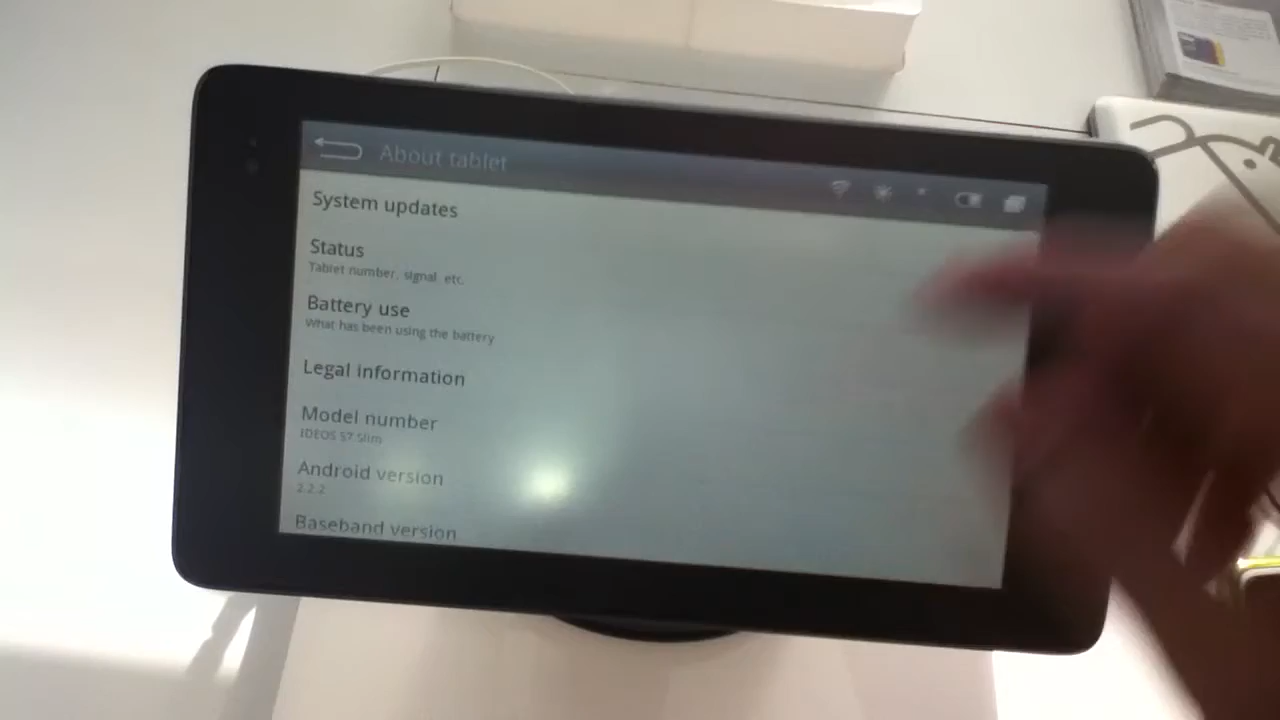 About tablet
System updates
Status
Tablet number, signal, etc.
Battery use
What has been using the battery
Legal information
Model number
IDEOS S7 Slim
Android version
2.2.2
Baseband version